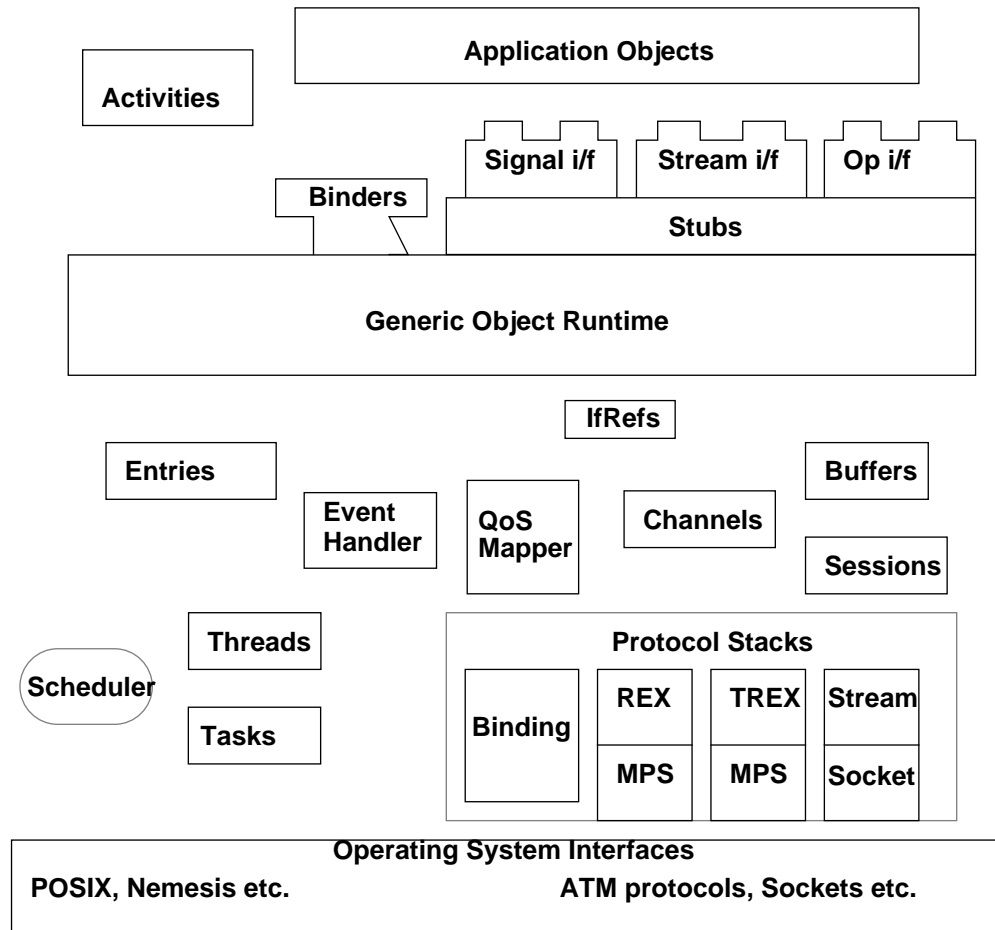 Application Objects
Activities
Signal i/f
Stream i/f
Op i/f
Binders
Stubs
Generic Object Runtime
IfRefs
Entries
Buffers
Event
Handler
QoS
Mapper
Channels
Sessions
Threads
Protocol Stacks
Scheduler
Tasks
Binding
REX
TREX
Stream
MPS
MPS
Socket
Operating System Interfaces
POSIX, Nemesis etc.
ATM protocols, Sockets etc.